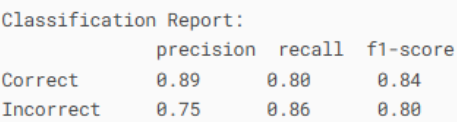 Classification Report:
precision recall f1-score
Correct 0.89 0.80 0.84
Incorrect 0.75 0.86 0.80